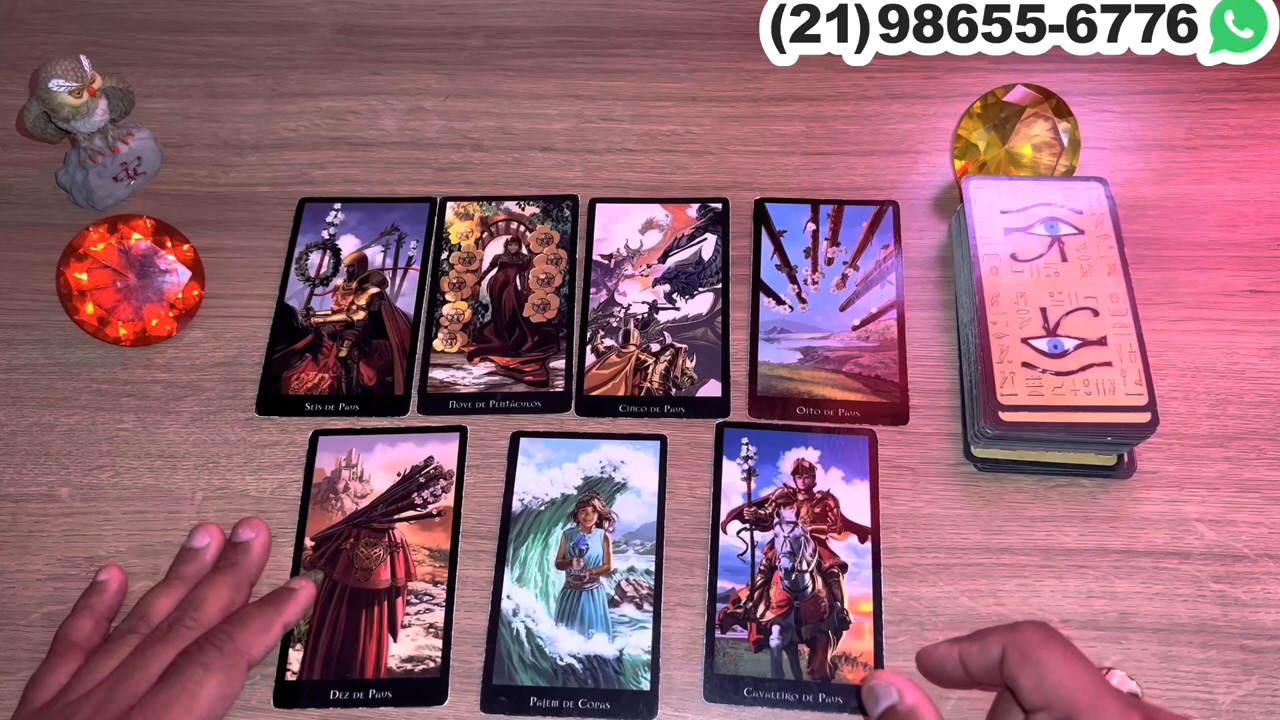 (21)98655-6776
Seis de Paus
Nove de Pentáculos
Cinco de Paus
Oito de Paus
Dez de Paus
Pajem de Copas
Cavaleiro de Paus